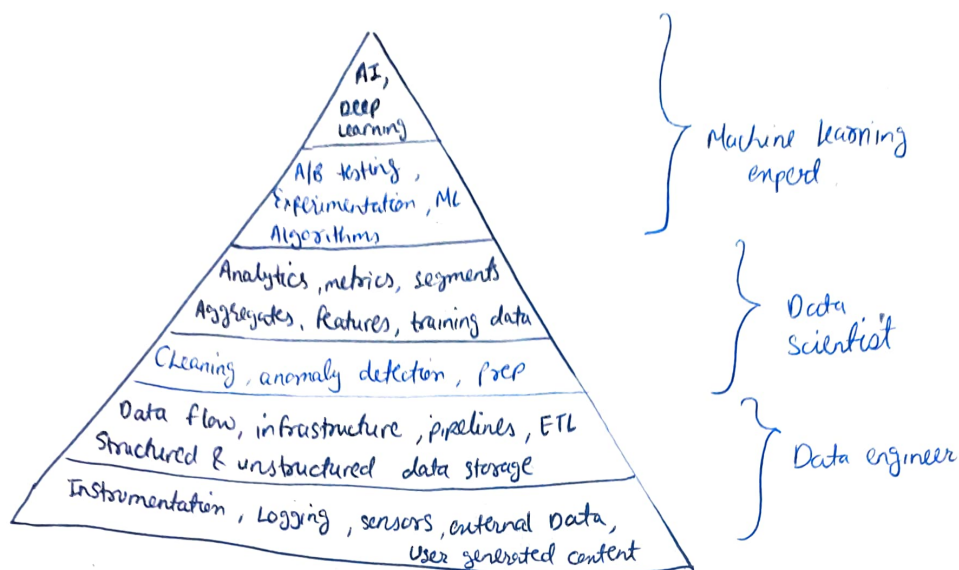 AI,
Deep
Learning
A/B testing,
Experimentation, ML
Algorithms
Analytics, metrics, segments
Aggregates, features, training data
Cleaning, anomaly detection, prep
Data flow, infrastructure, pipelines, ETL
Structured & unstructured data storage
Instrumentation, Logging, sensors, external Data,
User generated content
Machine learning
expert
Data
scientist
Data engineer